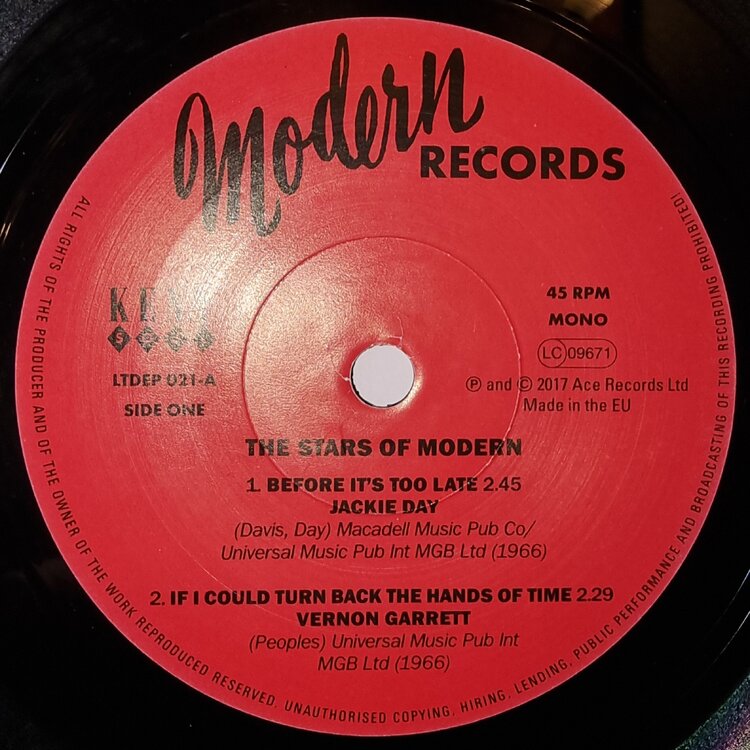 Modern
RECORDS
KENT
SOUL
LTDEP 021-A
SIDE ONE
45 RPM
MONO
LC 09671
℗ and © 2017 Ace Records Ltd
Made in the EU
THE STARS OF MODERN
1. BEFORE IT'S TOO LATE 2.45
JACKIE DAY
(Davis, Day) Macadell Music Pub Co/
Universal Music Pub Int MGB Ltd (1966)
2. IF I COULD TURN BACK THE HANDS OF TIME 2.29
VERNON GARRETT
(Peoples) Universal Music Pub Int
MGB Ltd (1966)
ALL RIGHTS OF THE PRODUCER AND OF THE OWNER OF THE WORK REPRODUCED RESERVED. UNAUTHORISED COPYING, HIRING, LENDING, PUBLIC PERFORMANCE AND BROADCASTING OF THIS RECORDING PROHIBITED!